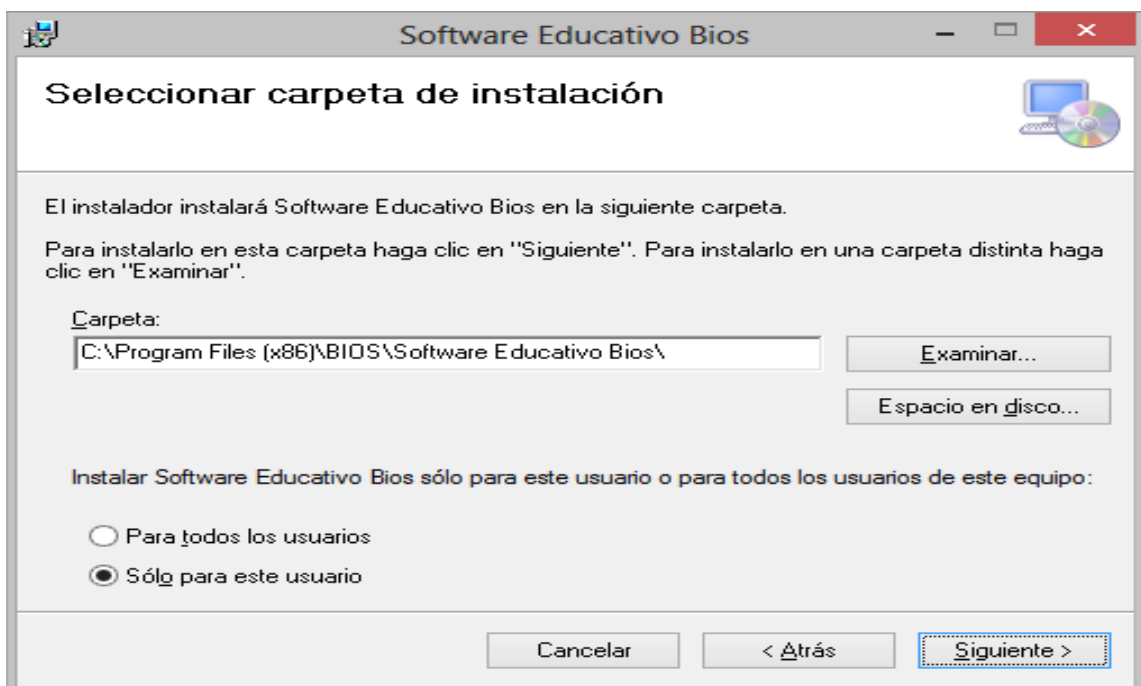 Software Educativo Bios
Seleccionar carpeta de instalación
El instalador instalará Software Educativo Bios en la siguiente carpeta.
Para instalarlo en esta carpeta haga clic en "Siguiente". Para instalarlo en una carpeta distinta haga
clic en "Examinar".
Carpeta:
C:\Program Files (x86)\BIOS\Software Educativo Bios\
Examinar...
Espacio en disco...
Instalar Software Educativo Bios sólo para este usuario o para todos los usuarios de este equipo:
Para todos los usuarios
Sólo para este usuario
Cancelar
< Atrás
Siguiente >